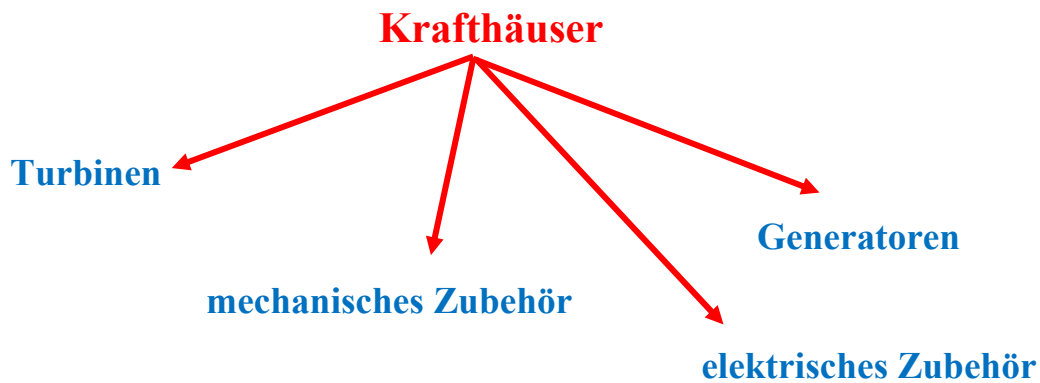 Krafthäuser
Turbinen
Generatoren
mechanisches Zubehör
elektrisches Zubehör